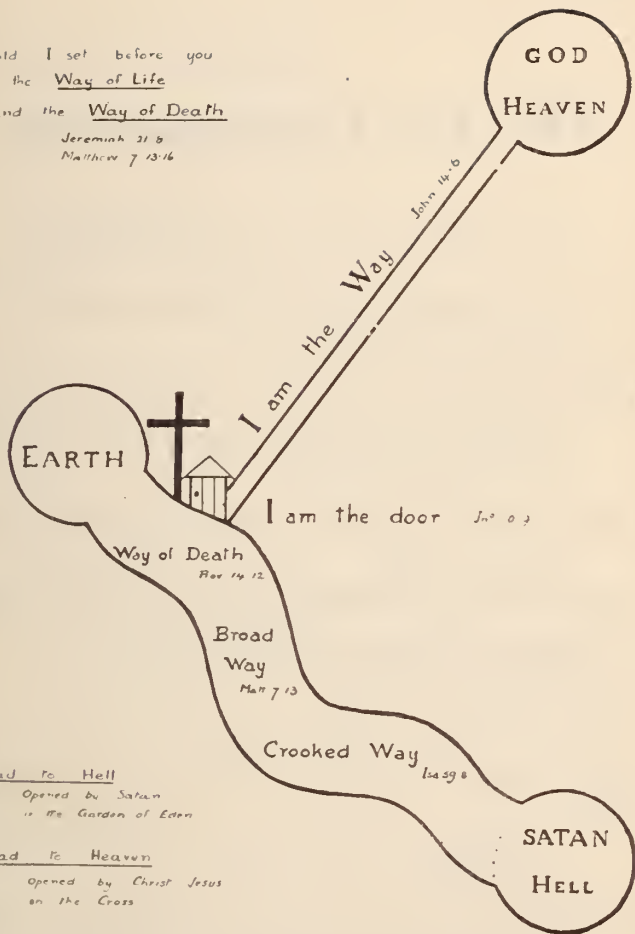 I set before you
the Way of Life
the Way of Death
Jeremiah 21 8
Matthew 7 13-16
GOD
HEAVEN
John 14·6
I am the Way
EARTH
I am the door
Way of Death
Prov 14 12
Broad
Way
Matt 7 13
Crooked Way
Isa 59 8
to Hell
Opened by Satan
in the Garden of Eden
to Heaven
Opened by Christ Jesus
on the Cross
SATAN
HELL